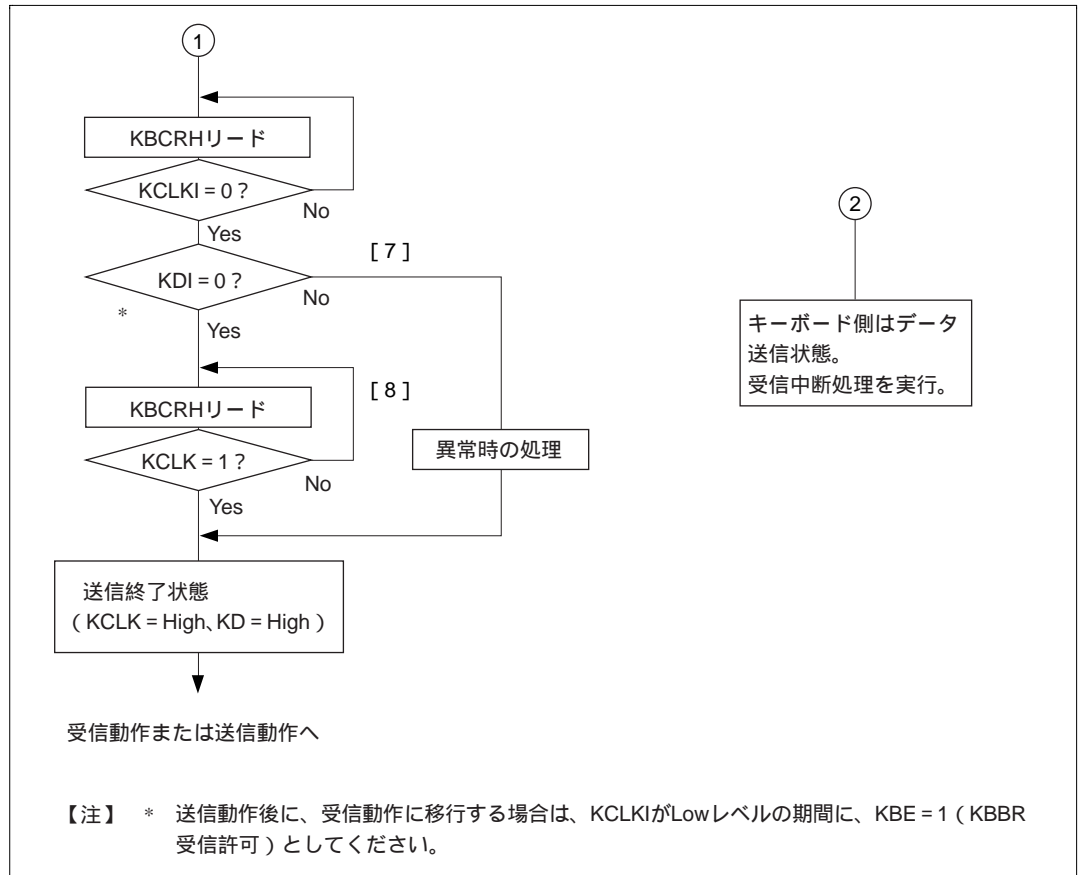 1
KBCRHリード
KCLKI = 0 ?
No
Yes
[ 7 ]
KDI = 0 ?
No
*
Yes
[ 8 ]
KBCRHリード
KCLK = 1 ?
No
Yes
異常時の処理
送信終了状態
( KCLK = High、KD = High )
受信動作または送信動作へ
2
キーボード側はデータ
送信状態。
受信中断処理を実行。
【注】 * 送信動作後に、受信動作に移行する場合は、KCLKIがLowレベルの期間に、KBE = 1 ( KBBR
受信許可 ) としてください。